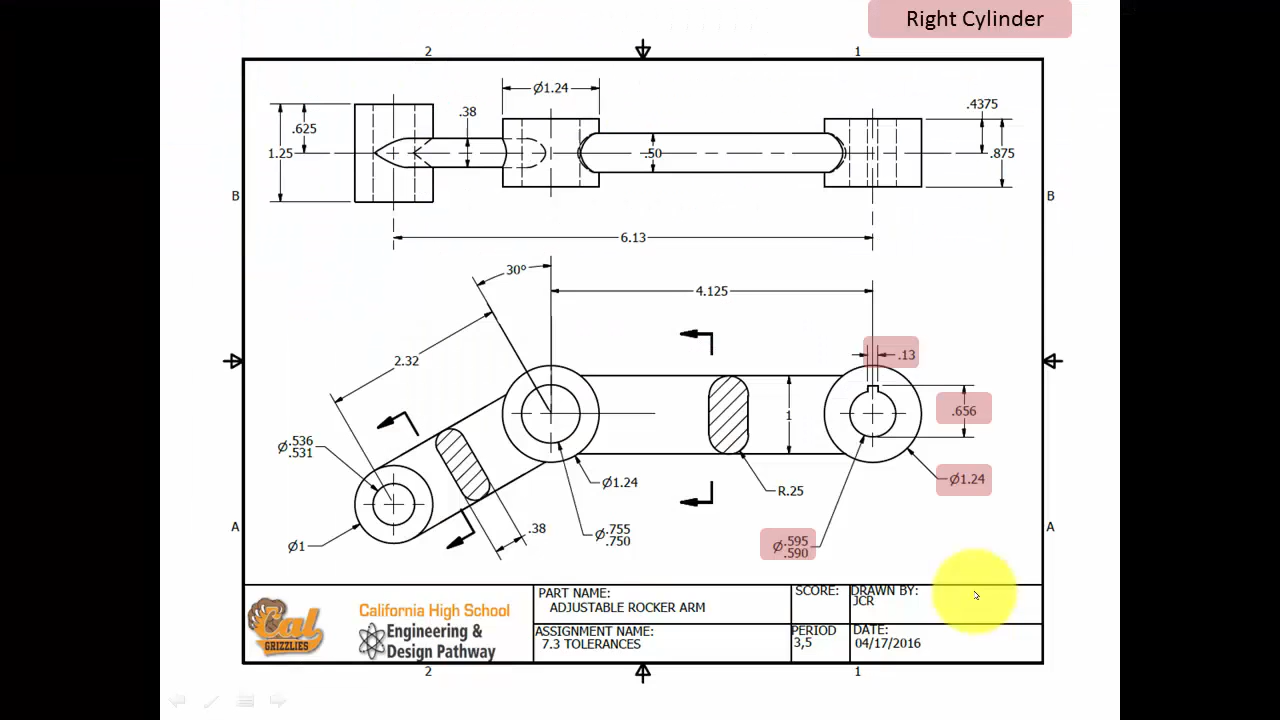 Right Cylinder
2
1
Ø1.24
.38
.4375
.625
1.25
.50
.875
B
B
6.13
30°
4.125
2.32
.13
.656
1
Ø.536
.531
Ø1.24
Ø1.24
R.25
A
A
.38
Ø.755
.750
Ø1
Ø.595
.590
Cal
GRIZZLIES
California High School
Engineering &
Design Pathway
PART NAME:
ADJUSTABLE ROCKER ARM
SCORE:
DRAWN BY:
JCR
ASSIGNMENT NAME:
7.3 TOLERANCES
PERIOD
3,5
DATE:
04/17/2016
2
1